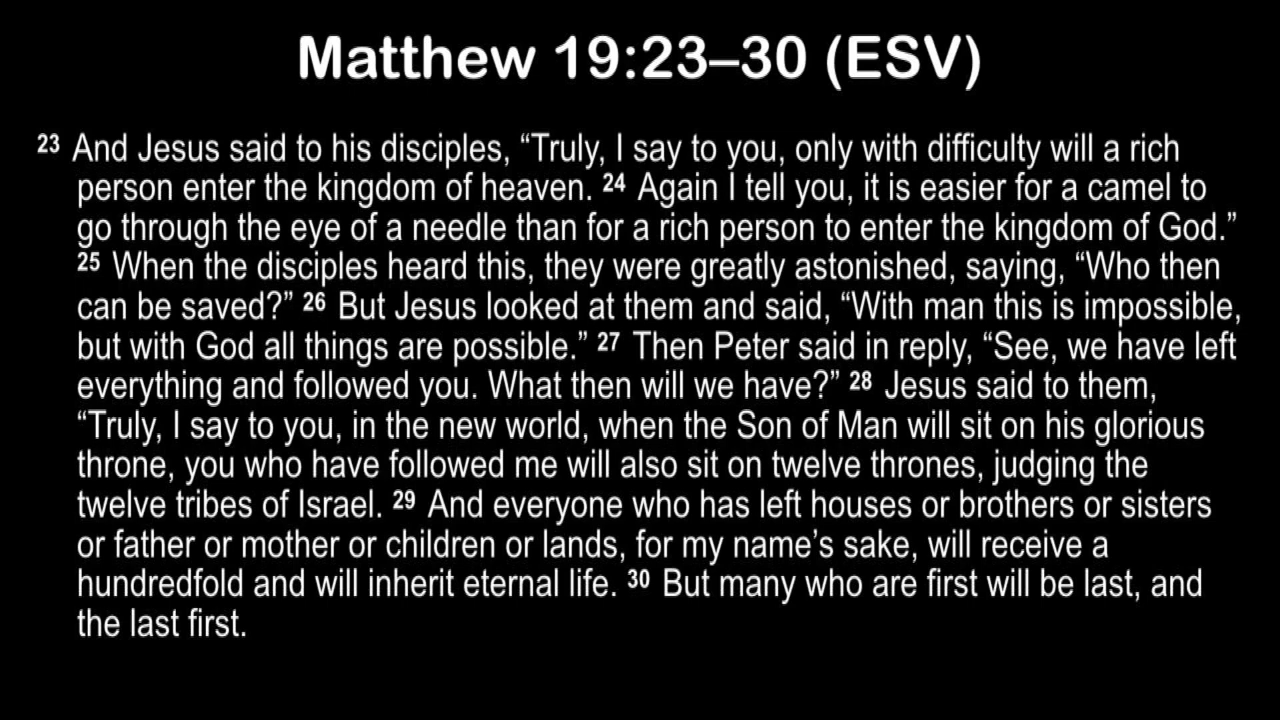 Matthew 19:23–30 (ESV)
23 And Jesus said to his disciples, “Truly, I say to you, only with difficulty will a rich
person enter the kingdom of heaven. 24 Again I tell you, it is easier for a camel to
go through the eye of a needle than for a rich person to enter the kingdom of God.”
25 When the disciples heard this, they were greatly astonished, saying, “Who then
can be saved?” 26 But Jesus looked at them and said, “With man this is impossible,
but with God all things are possible.” 27 Then Peter said in reply, “See, we have left
everything and followed you. What then will we have?” 28 Jesus said to them,
“Truly, I say to you, in the new world, when the Son of Man will sit on his glorious
throne, you who have followed me will also sit on twelve thrones, judging the
twelve tribes of Israel. 29 And everyone who has left houses or brothers or sisters
or father or mother or children or lands, for my name’s sake, will receive a
hundredfold and will inherit eternal life. 30 But many who are first will be last, and
the last first.